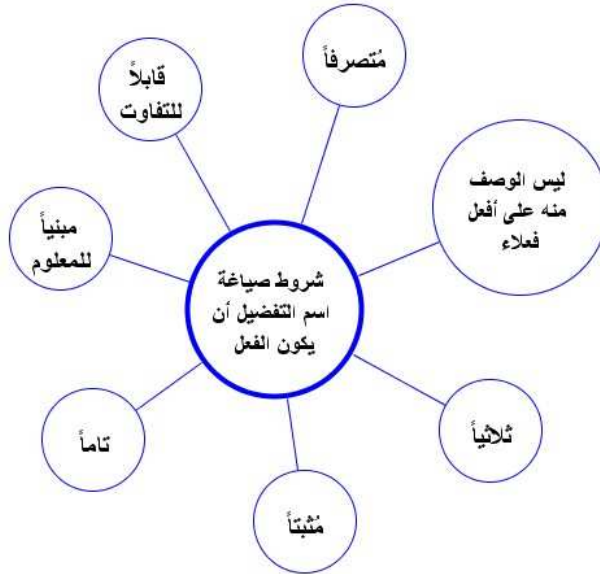 شروط صياغة
اسم التفضيل أن
يكون الفعل
مُتصرفاً
ليس الوصف
منه على أفعل
فعلاء
ثلاثياً
مُثبتاً
تاماً
مبنياً
للمعلوم
قابلاً
للتفاوت